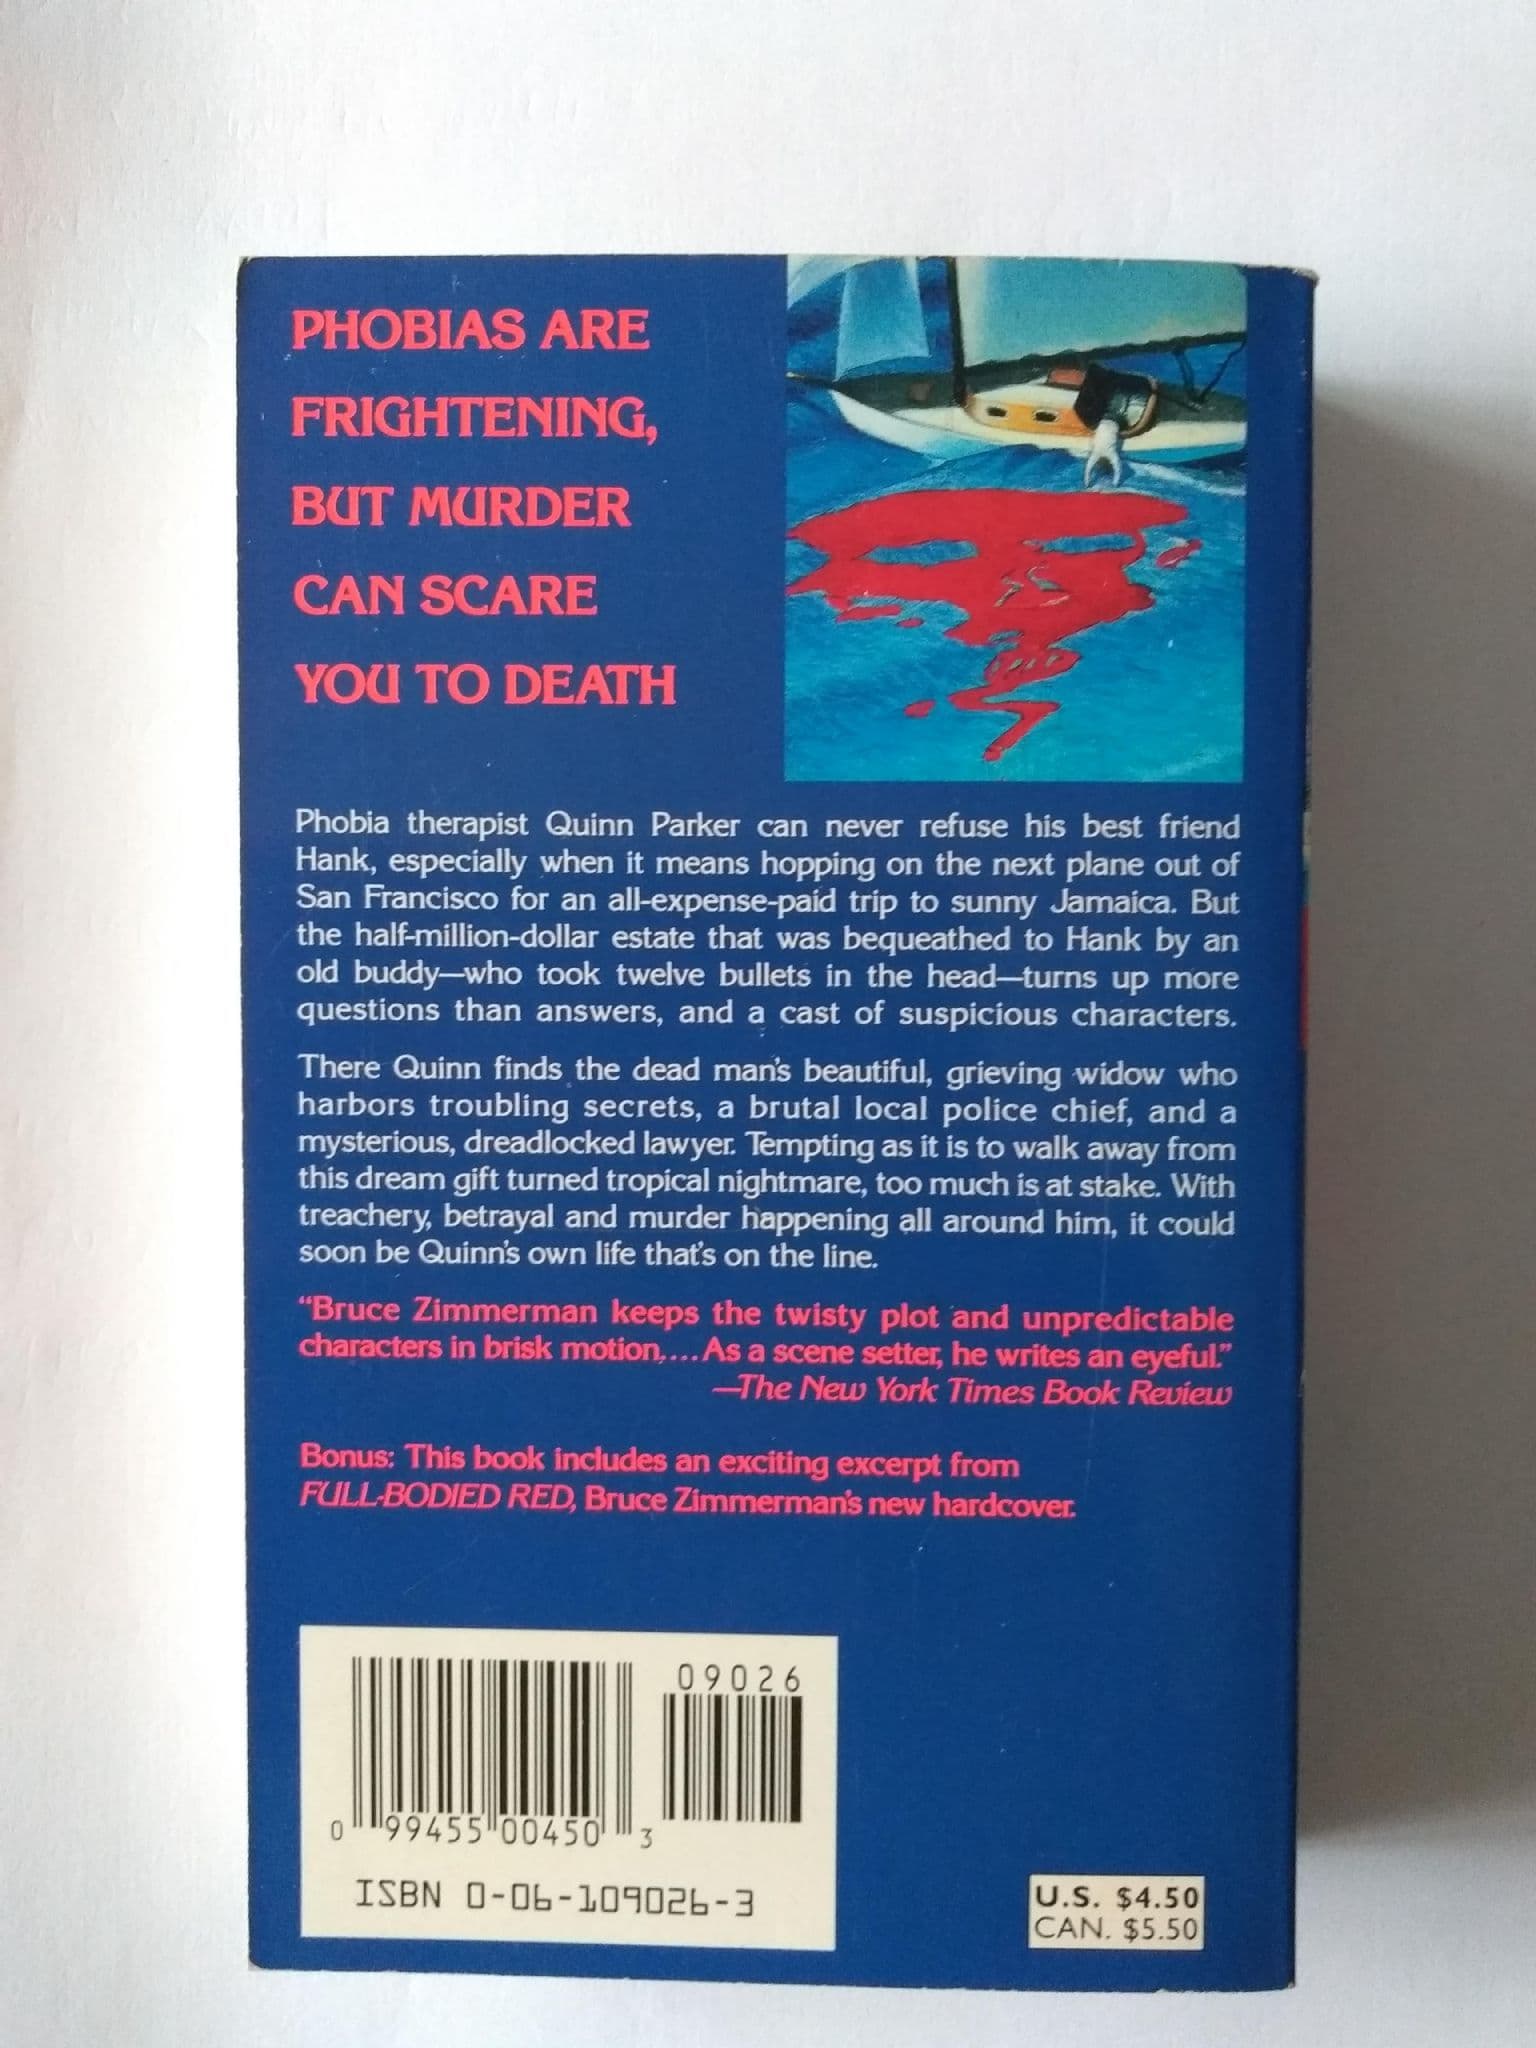 PHOBIAS ARE
FRIGHTENING,
BUT MURDER
CAN SCARE
YOU TO DEATH
Phobia therapist Quinn Parker can never refuse his best friend
Hank, especially when it means hopping on the next plane out of
San Francisco for an all-expense-paid trip to sunny Jamaica. But
the half-million-dollar estate that was bequeathed to Hank by an
old buddy—who took twelve bullets in the head—turns up more
questions than answers, and a cast of suspicious characters.
There Quinn finds the dead man's beautiful, grieving widow who
harbors troubling secrets, a brutal local police chief, and a
mysterious, dreadlocked lawyer. Tempting as it is to walk away from
this dream gift turned tropical nightmare, too much is at stake. With
treachery, betrayal and murder happening all around him, it could
soon be Quinn's own life that's on the line.
“Bruce Zimmerman keeps the twisty plot and unpredictable
characters in brisk motion....As a scene setter, he writes an eyeful.”
—The New York Times Book Review
Bonus: This book includes an exciting excerpt from
FULL-BODIED RED, Bruce Zimmerman's new hardcover.
09026
0 99455 00450 3
ISBN 0-06-109026-3
U.S. $4.50
CAN. $5.50